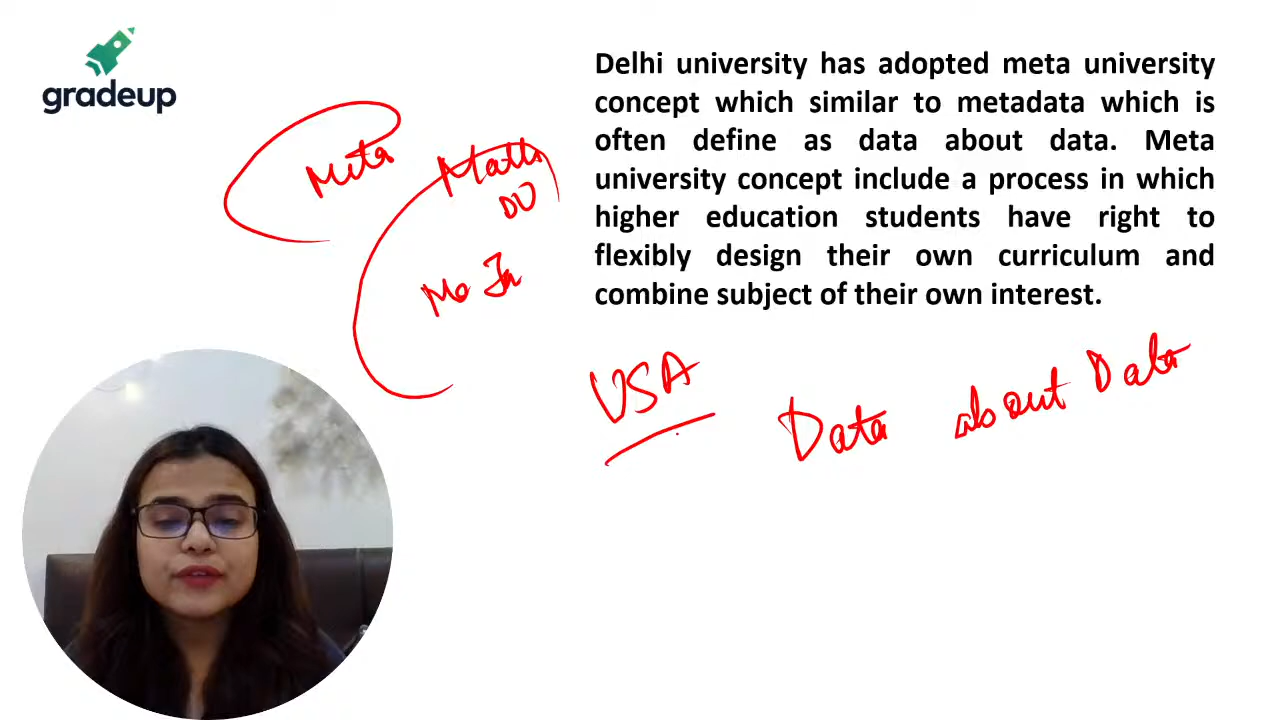 gradeup
Delhi university has adopted meta university
concept which similar to metadata which is
often define as data about data. Meta
university concept include a process in which
higher education students have right to
flexibly design their own curriculum and
combine subject of their own interest.
Meta
Maths
DU
USA
Data about Data